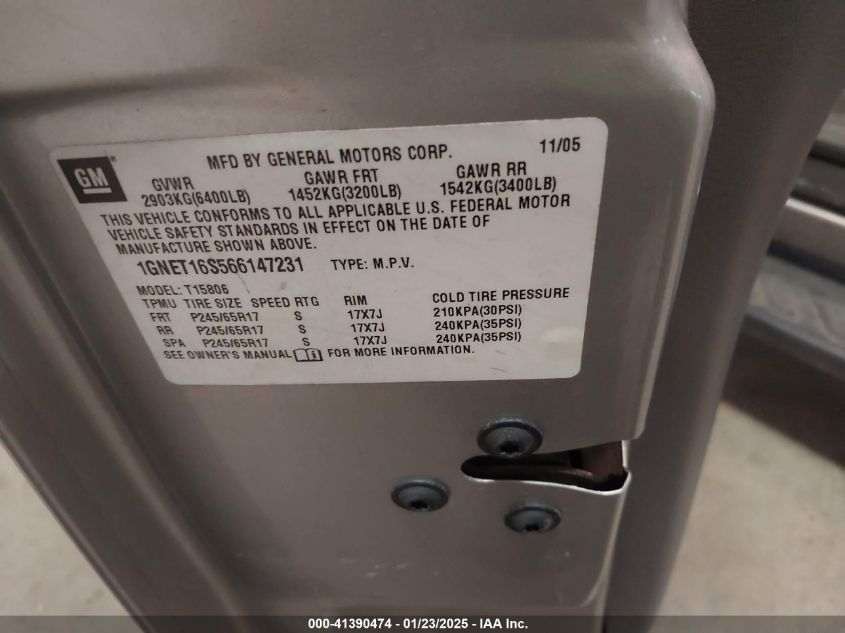 GM
MFD BY GENERAL MOTORS CORP. 11/05
GVWR GAWR FRT GAWR RR
2903KG(6400LB) 1452KG(3200LB) 1542KG(3400LB)
THIS VEHICLE CONFORMS TO ALL APPLICABLE U.S. FEDERAL MOTOR
VEHICLE SAFETY STANDARDS IN EFFECT ON THE DATE OF
MANUFACTURE SHOWN ABOVE.
1GNET16S566147231 TYPE: M.P.V.
MODEL: T15806
TPMU TIRE SIZE SPEED RTG RIM COLD TIRE PRESSURE
FRT P245/65R17 S 17X7J 210KPA(30PSI)
RR P245/65R17 S 17X7J 240KPA(35PSI)
SPA P245/65R17 S 17X7J 240KPA(35PSI)
SEE OWNER'S MANUAL FOR MORE INFORMATION.
000-41390474 - 01/23/2025 - IAA Inc.